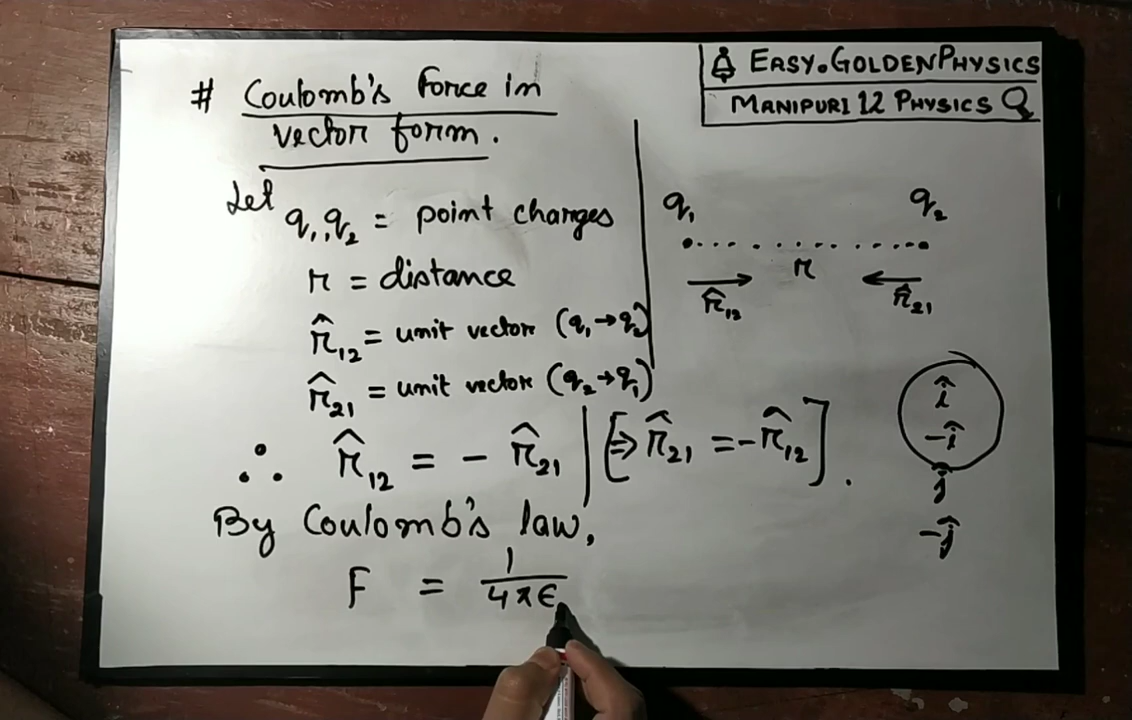 # Coulomb's Force in
vector form.
EASY.GOLDENPHYSICS
MANIPURI 12 PHYSICS
Let q₁,q₂ = point charges
r = distance
r̂₁₂ = unit vector (q₁→q₂)
r̂₂₁ = unit vector (q₂→q₁)
∴ r̂₁₂ = - r̂₂₁ | [⇒ r̂₂₁ = -r̂₁₂].
By Coulomb's law,
F = 1/4πε
q₁ q₂
r
r̂₁₂ r̂₂₁
î
-î
ĵ
-ĵ